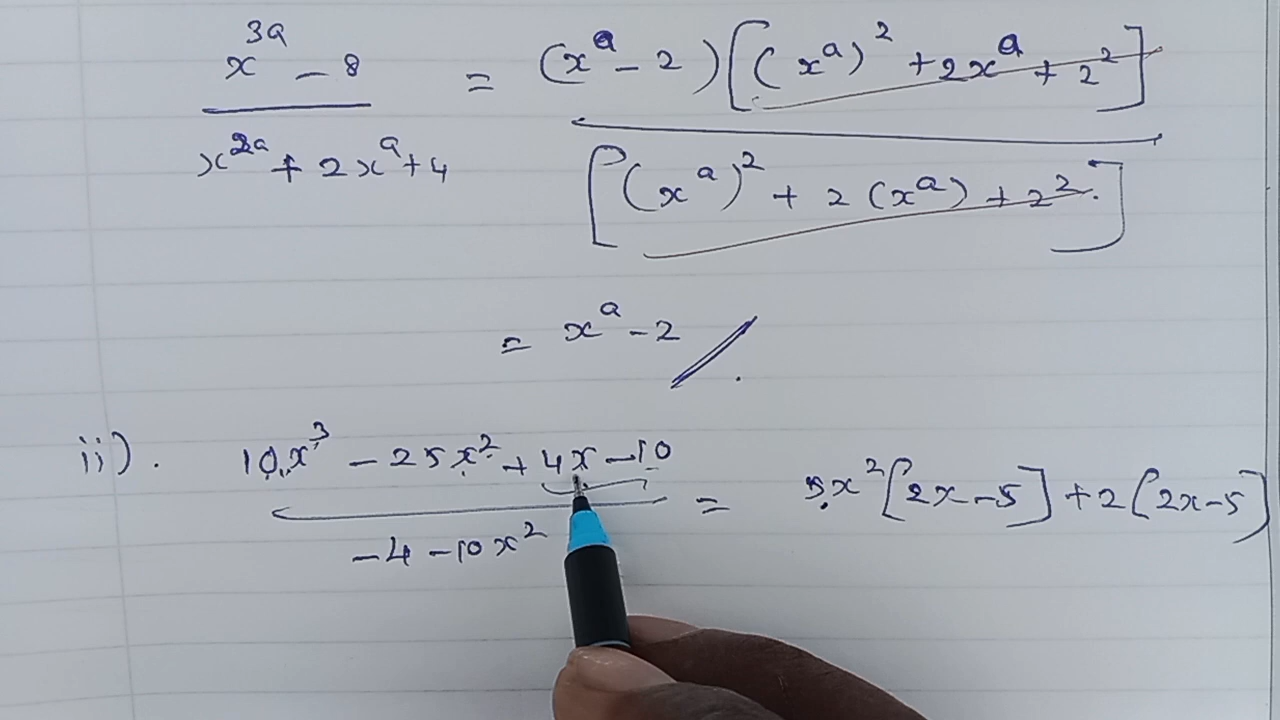 x^{3a} - 8 / x^{2a} + 2x^a + 4 = (x^a - 2)[(x^a)^2 + 2x^a + 2^2] / [(x^a)^2 + 2(x^a) + 2^2.]
= x^a - 2
ii). 10x^3 - 25x^2 + 4x - 10 / -4 - 10x^2 = 5x^2[2x - 5] + 2[2x - 5]